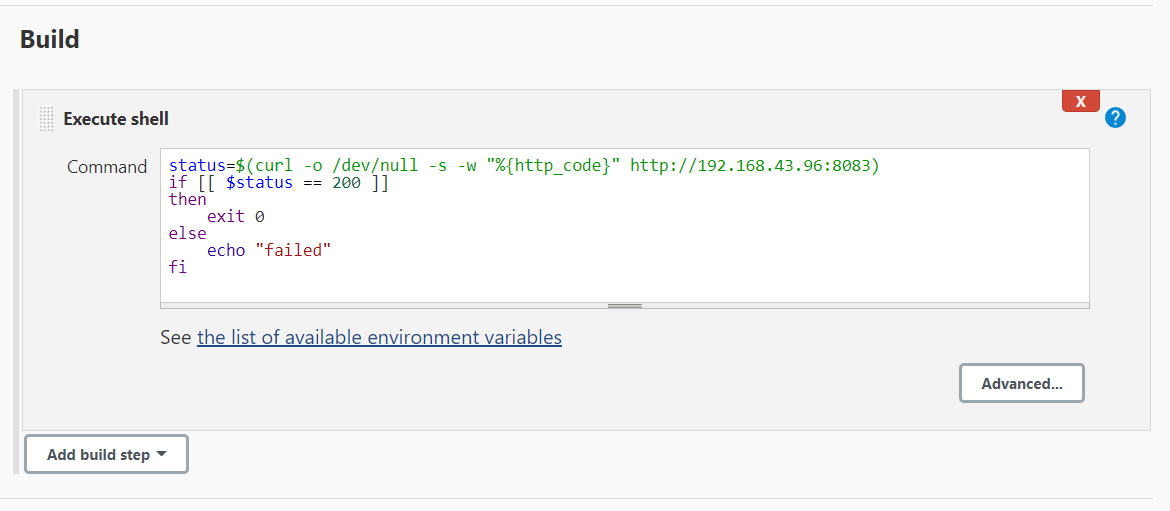 Build
Execute shell
X
?
Command
status=$(curl -o /dev/null -s -w "%{http_code}" http://192.168.43.96:8083)
if [[ $status == 200 ]]
then
    exit 0
else
    echo "failed"
fi
See the list of available environment variables
Advanced...
Add build step